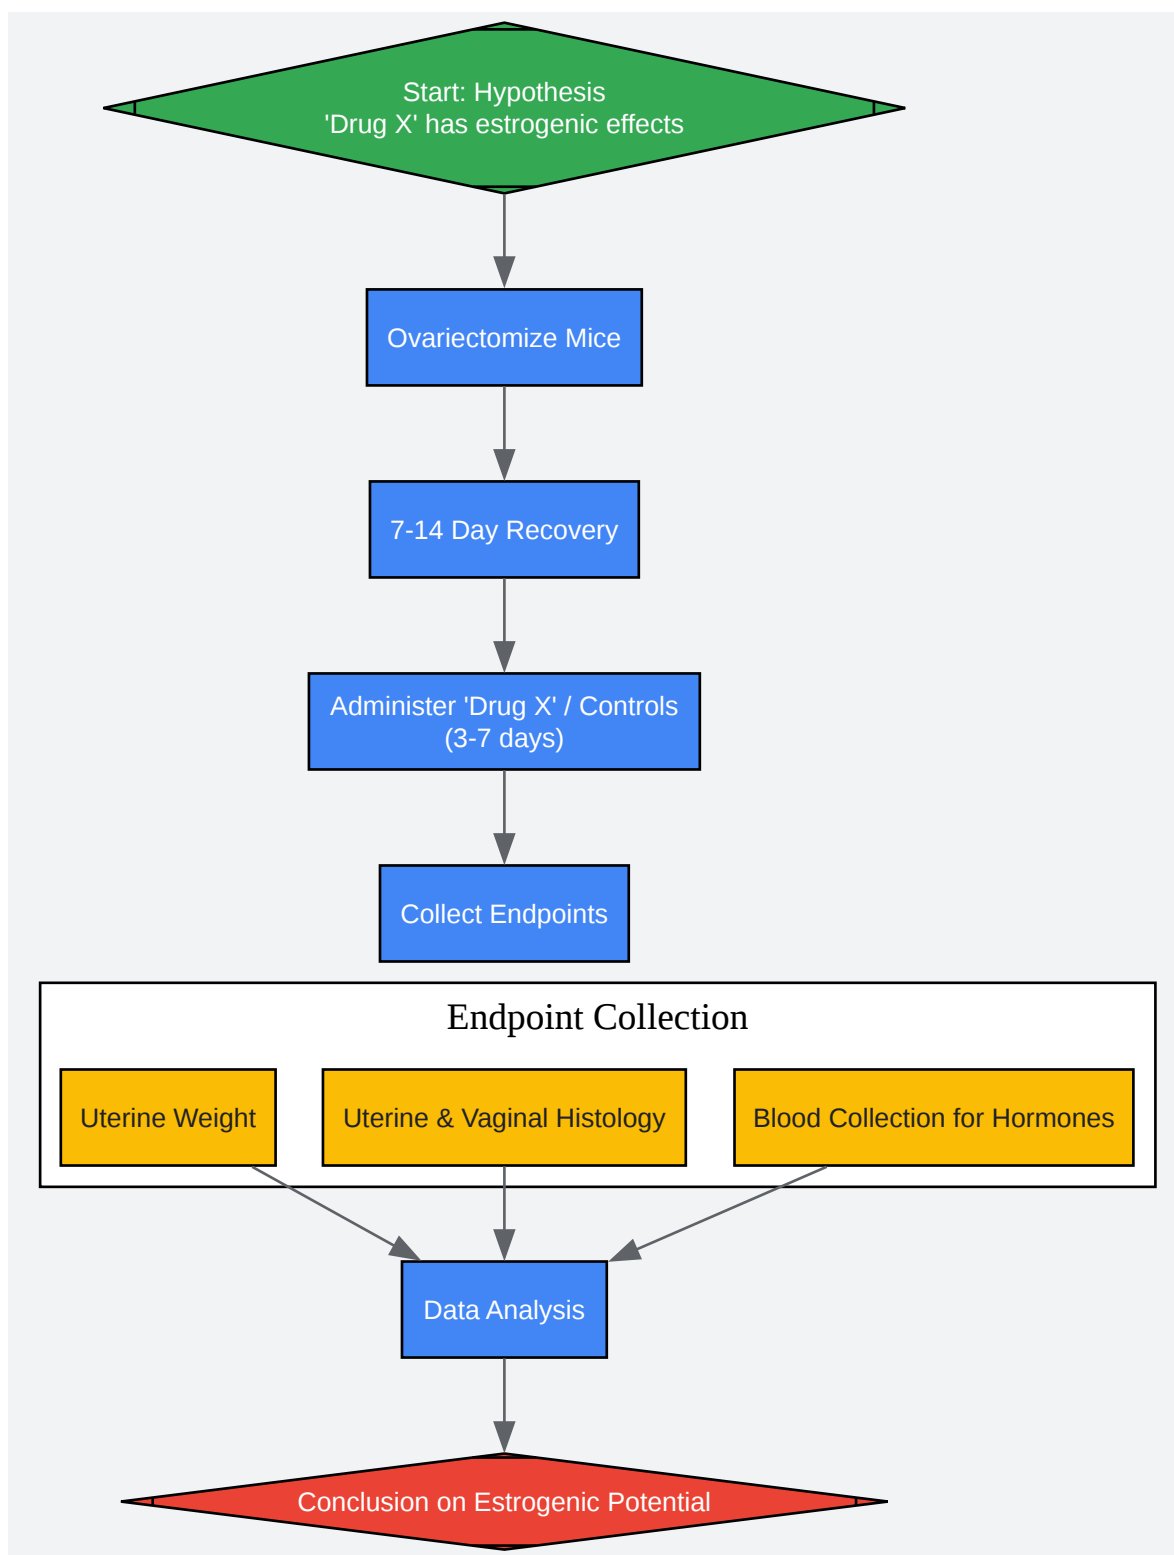 Start: Hypothesis
'Drug X' has estrogenic effects
Ovariectomize Mice
7-14 Day Recovery
Administer 'Drug X' / Controls
(3-7 days)
Collect Endpoints
Endpoint Collection
Uterine Weight
Uterine & Vaginal Histology
Blood Collection for Hormones
Data Analysis
Conclusion on Estrogenic Potential